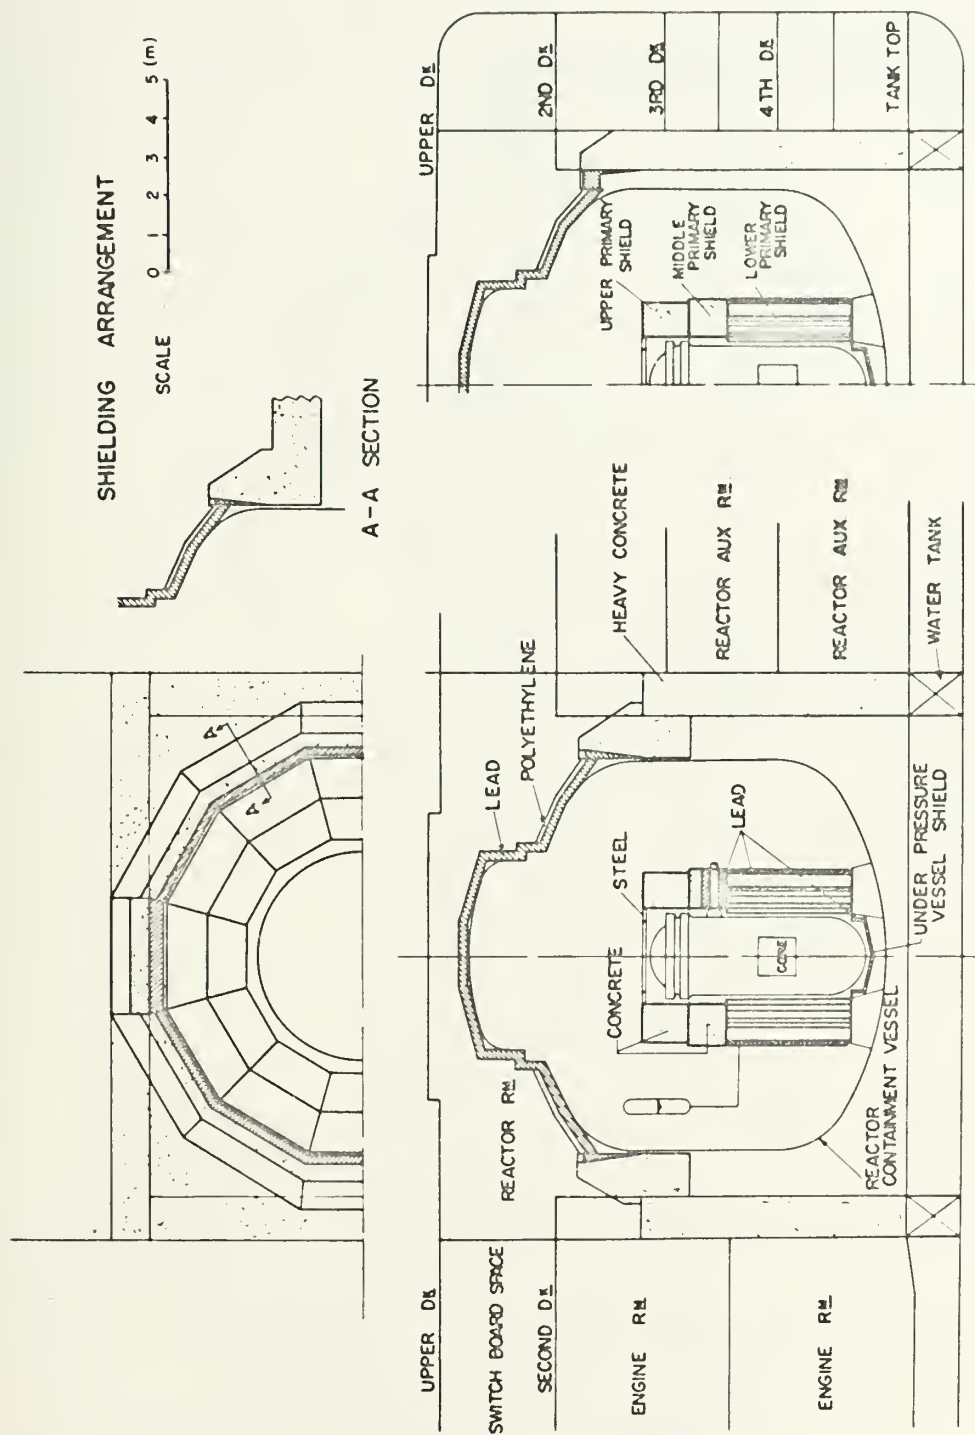 SHIELDING ARRANGEMENT
SCALE
0 1 2 3 4 5 (m)
A-A SECTION
A
A
UPPER DK
SWITCH BOARD SPACE
SECOND DK
ENGINE RM
ENGINE RM
REACTOR RM
LEAD
POLYETHYLENE
CONCRETE
STEEL
LEAD
CORE
REACTOR
CONTAINMENT VESSEL
UNDER PRESSURE
VESSEL SHIELD
HEAVY CONCRETE
REACTOR AUX RM
REACTOR AUX RM
WATER TANK
UPPER DK
2ND DK
3RD DK
4TH DK
TANK TOP
UPPER PRIMARY
SHIELD
MIDDLE
PRIMARY
SHIELD
LOWER
PRIMARY
SHIELD